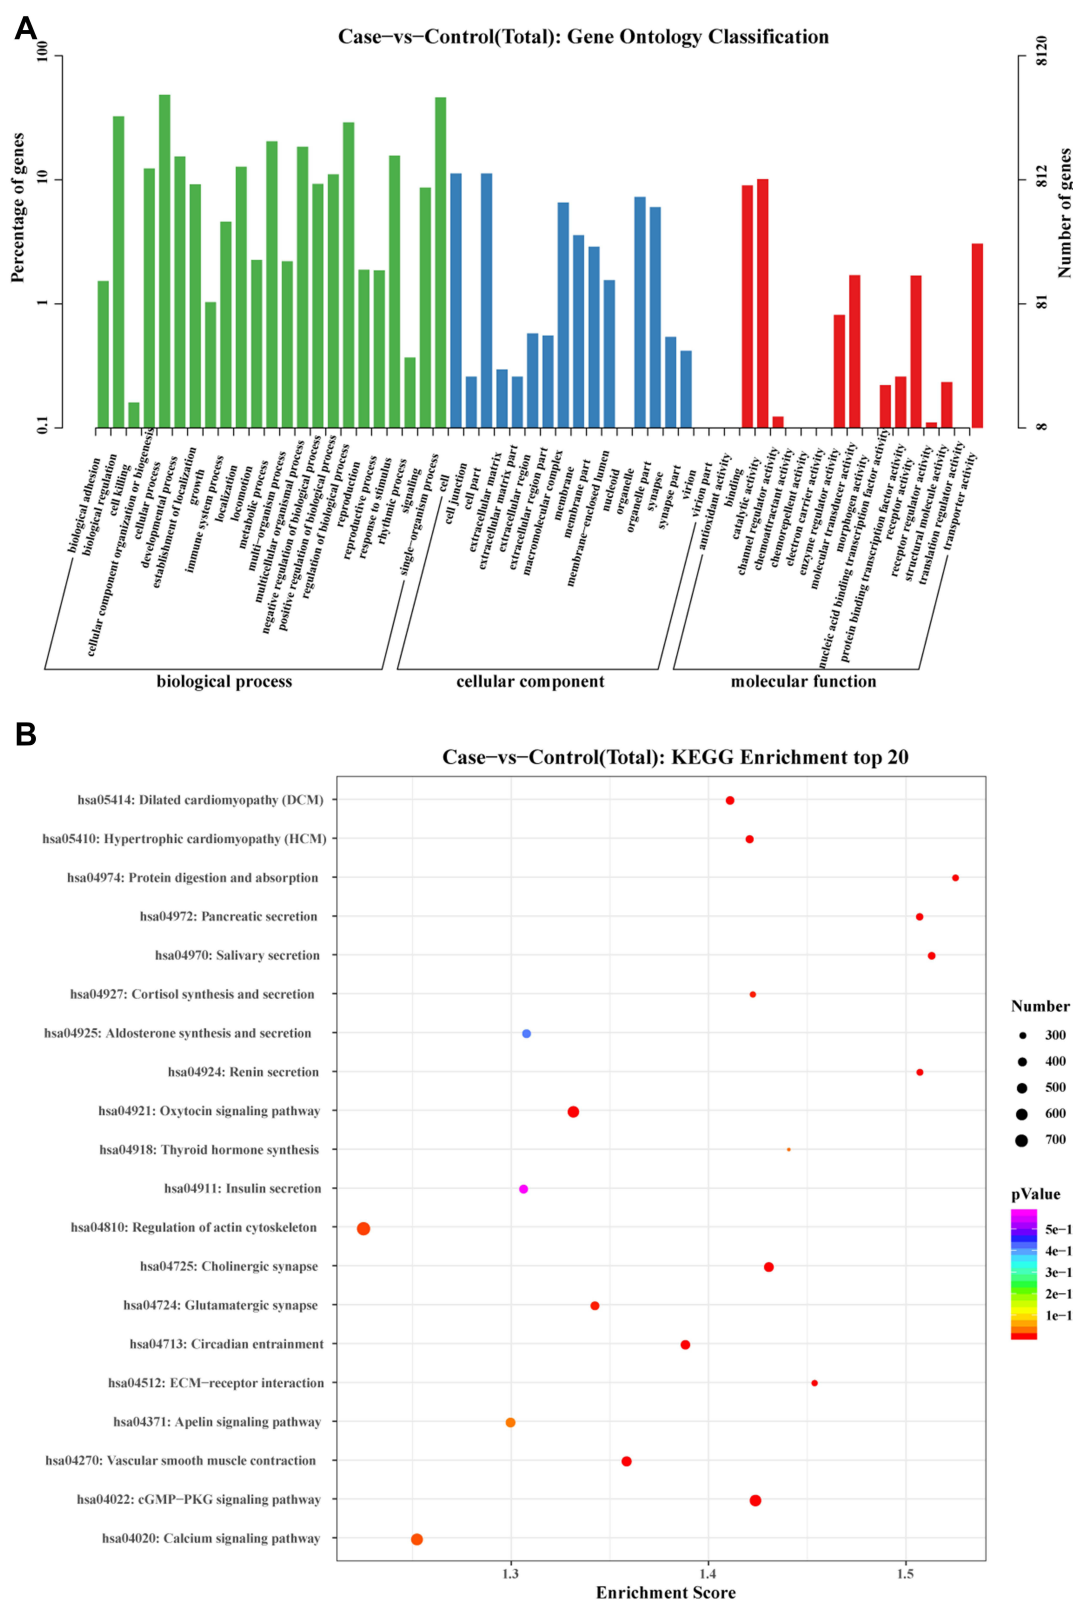 A
Case−vs−Control(Total): Gene Ontology Classification
Percentage of genes
100
10
1
0.1
Number of genes
8120
812
81
8
biological adhesion
biological regulation
cell killing
cellular component organization or biogenesis
cellular process
developmental process
establishment of localization
growth
immune system process
localization
locomotion
metabolic process
multi−organism process
multicellular organismal process
negative regulation of biological process
positive regulation of biological process
regulation of biological process
reproduction
reproductive process
response to stimulus
rhythmic process
signaling
single−organism process
cell
cell junction
cell part
extracellular matrix
extracellular matrix part
extracellular region
extracellular region part
macromolecular complex
membrane
membrane part
membrane−enclosed lumen
nucleoid
organelle
organelle part
synapse
synapse part
virion
virion part
antioxidant activity
binding
catalytic activity
channel regulator activity
chemoattractant activity
chemorepellent activity
electron carrier activity
enzyme regulator activity
molecular transducer activity
morphogen activity
nucleic acid binding transcription factor activity
protein binding transcription factor activity
receptor activity
receptor regulator activity
structural molecule activity
translation regulator activity
transporter activity
biological process
cellular component
molecular function
B
Case−vs−Control(Total): KEGG Enrichment top 20
hsa05414: Dilated cardiomyopathy (DCM)
hsa05410: Hypertrophic cardiomyopathy (HCM)
hsa04974: Protein digestion and absorption
hsa04972: Pancreatic secretion
hsa04970: Salivary secretion
hsa04927: Cortisol synthesis and secretion
hsa04925: Aldosterone synthesis and secretion
hsa04924: Renin secretion
hsa04921: Oxytocin signaling pathway
hsa04918: Thyroid hormone synthesis
hsa04911: Insulin secretion
hsa04810: Regulation of actin cytoskeleton
hsa04725: Cholinergic synapse
hsa04724: Glutamatergic synapse
hsa04713: Circadian entrainment
hsa04512: ECM−receptor interaction
hsa04371: Apelin signaling pathway
hsa04270: Vascular smooth muscle contraction
hsa04022: cGMP−PKG signaling pathway
hsa04020: Calcium signaling pathway
1.3
1.4
1.5
Enrichment Score
Number
300
400
500
600
700
pValue
5e−1
4e−1
3e−1
2e−1
1e−1